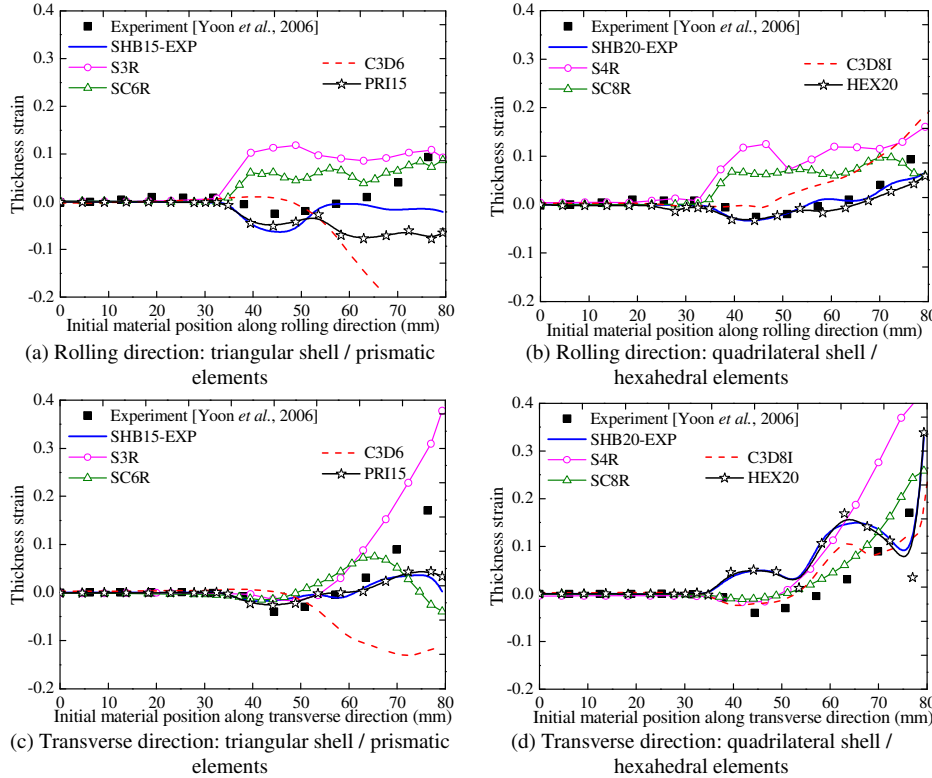 Experiment [Yoon et al., 2006]
SHB15-EXP
S3R
SC6R
C3D6
PRI15
0.4
0.3
0.2
0.1
0.0
-0.1
-0.2
Thickness strain
0 10 20 30 40 50 60 70 80
Initial material position along rolling direction (mm)
(a) Rolling direction: triangular shell / prismatic
elements
Experiment [Yoon et al., 2006]
SHB20-EXP
S4R
SC8R
C3D8I
HEX20
0.4
0.3
0.2
0.1
0.0
-0.1
-0.2
Thickness strain
0 10 20 30 40 50 60 70 80
Initial material position along rolling direction (mm)
(b) Rolling direction: quadrilateral shell /
hexahedral elements
Experiment [Yoon et al., 2006]
SHB15-EXP
S3R
SC6R
C3D6
PRI15
0.4
0.3
0.2
0.1
0.0
-0.1
-0.2
Thickness strain
0 10 20 30 40 50 60 70 80
Initial material position along transverse direction (mm)
(c) Transverse direction: triangular shell / prismatic
elements
Experiment [Yoon et al., 2006]
SHB20-EXP
S4R
SC8R
C3D8I
HEX20
0.4
0.3
0.2
0.1
0.0
-0.1
-0.2
Thickness strain
0 10 20 30 40 50 60 70 80
Initial material position along transverse direction (mm)
(d) Transverse direction: quadrilateral shell /
hexahedral elements